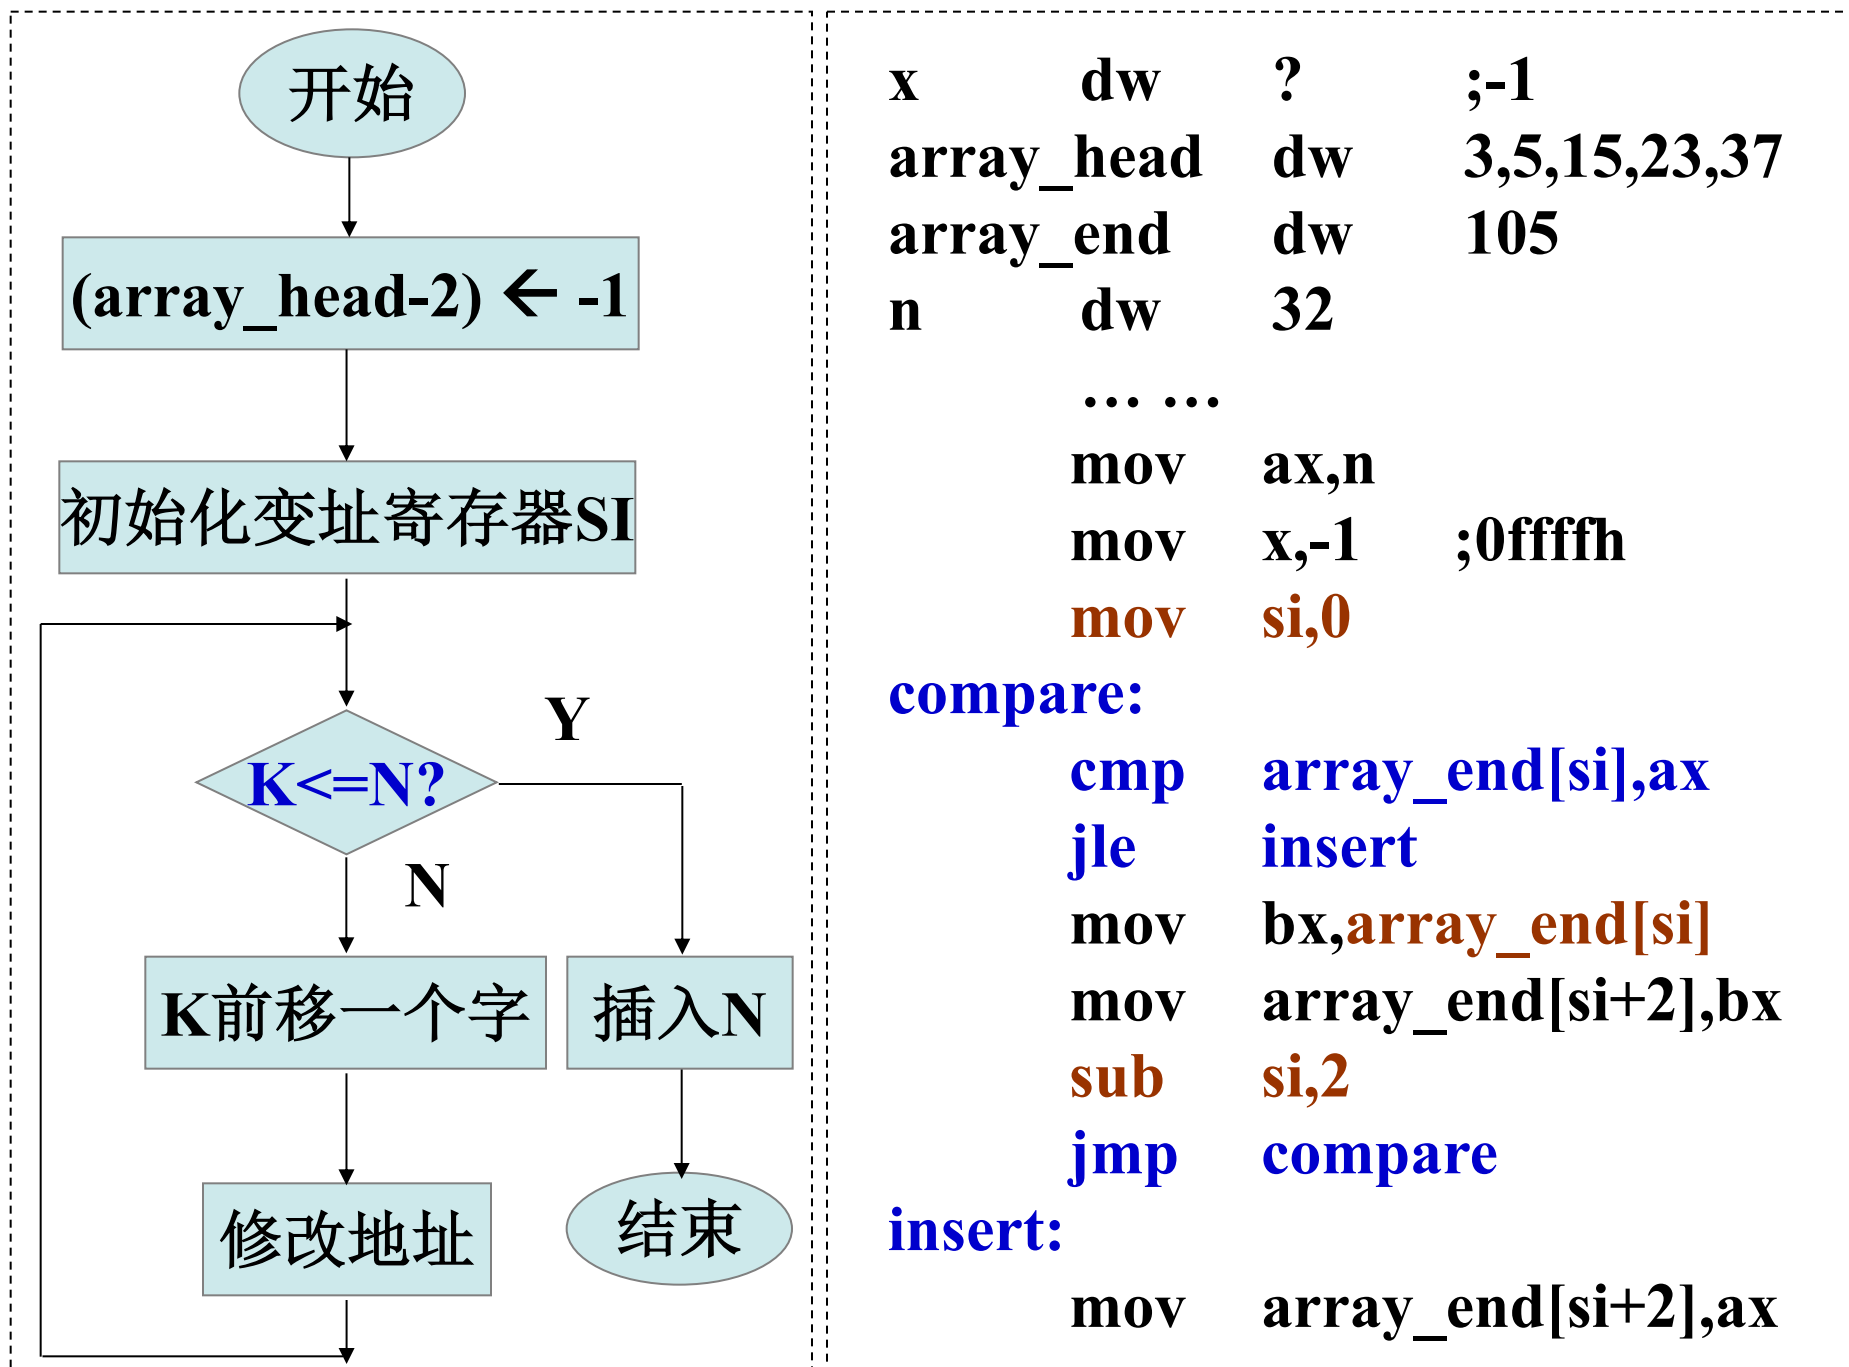 开始
(array_head-2) ← -1
初始化变址寄存器SI
K<=N?
Y
N
K前移一个字
插入N
修改地址
结束
x dw ? ;-1
array_head dw 3,5,15,23,37
array_end dw 105
n dw 32
… …
mov ax,n
mov x,-1 ;0ffffh
mov si,0
compare:
cmp array_end[si],ax
jle insert
mov bx,array_end[si]
mov array_end[si+2],bx
sub si,2
jmp compare
insert:
mov array_end[si+2],ax